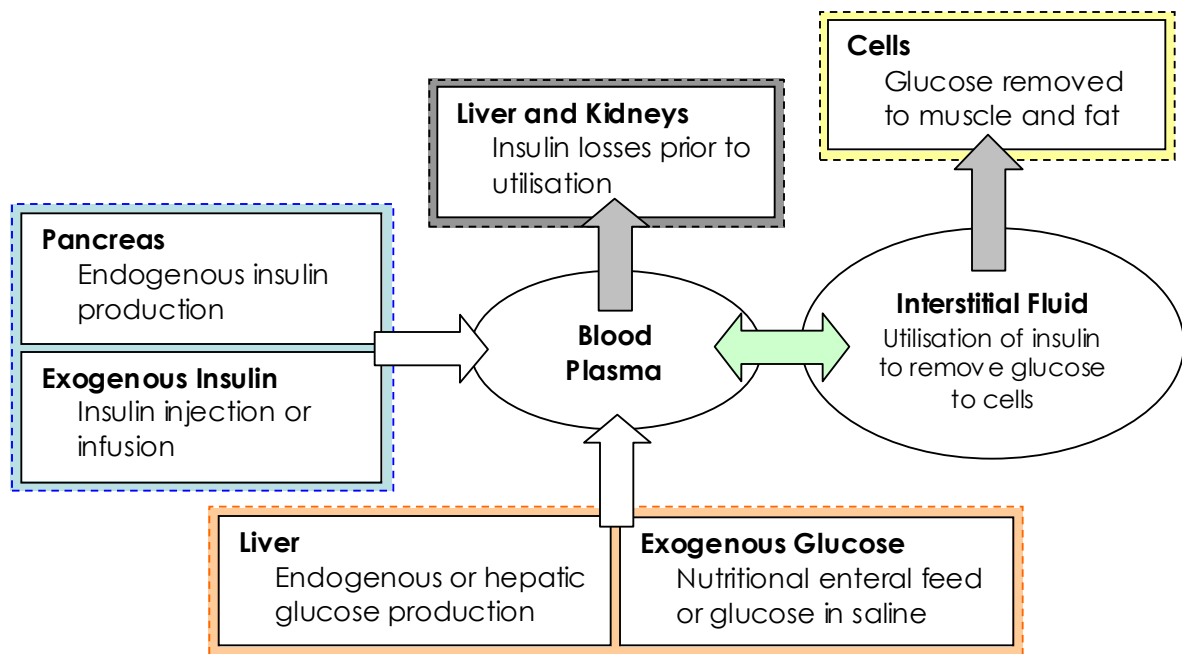 Cells
Glucose removed
to muscle and fat
Liver and Kidneys
Insulin losses prior to
utilisation
Pancreas
Endogenous insulin
production
Exogenous Insulin
Insulin injection or
infusion
Blood
Plasma
Interstitial Fluid
Utilisation of insulin
to remove glucose
to cells
Liver
Endogenous or hepatic
glucose production
Exogenous Glucose
Nutritional enteral feed
or glucose in saline